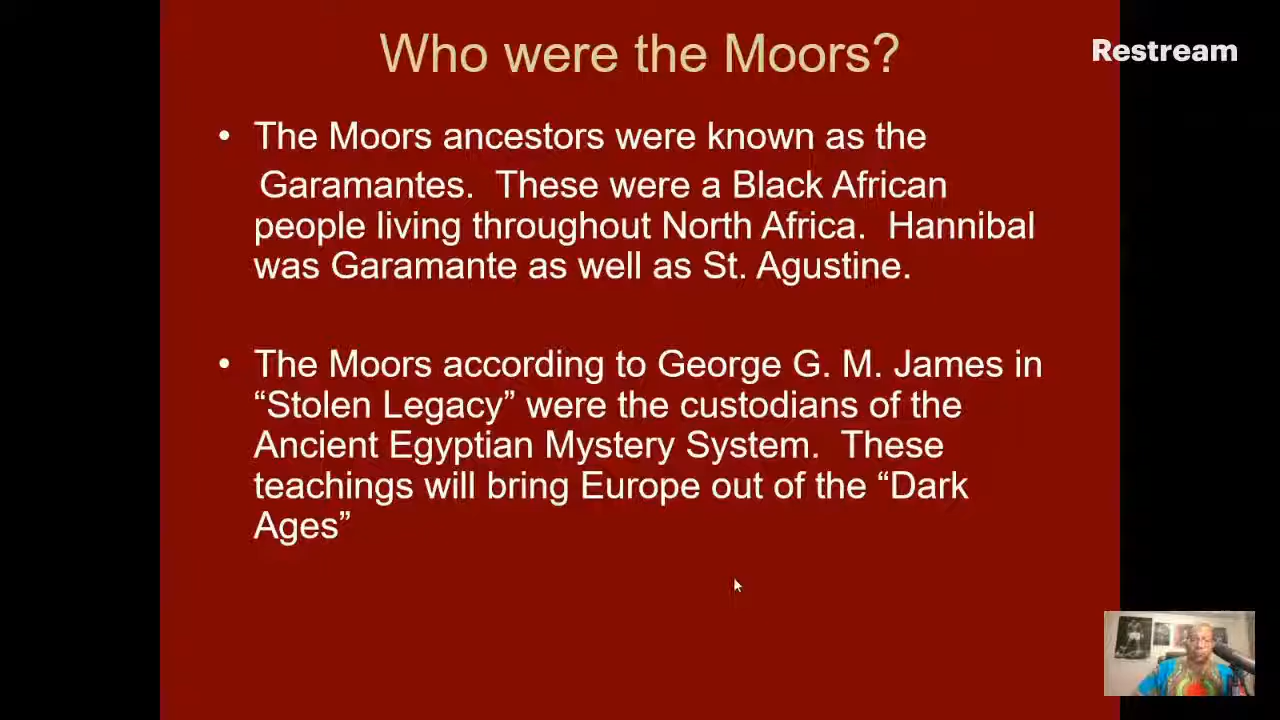 Who were the Moors?
Restream
• The Moors ancestors were known as the
Garamantes.  These were a Black African
people living throughout North Africa.  Hannibal
was Garamante as well as St. Agustine.
• The Moors according to George G. M. James in
“Stolen Legacy” were the custodians of the
Ancient Egyptian Mystery System.  These
teachings will bring Europe out of the “Dark
Ages”